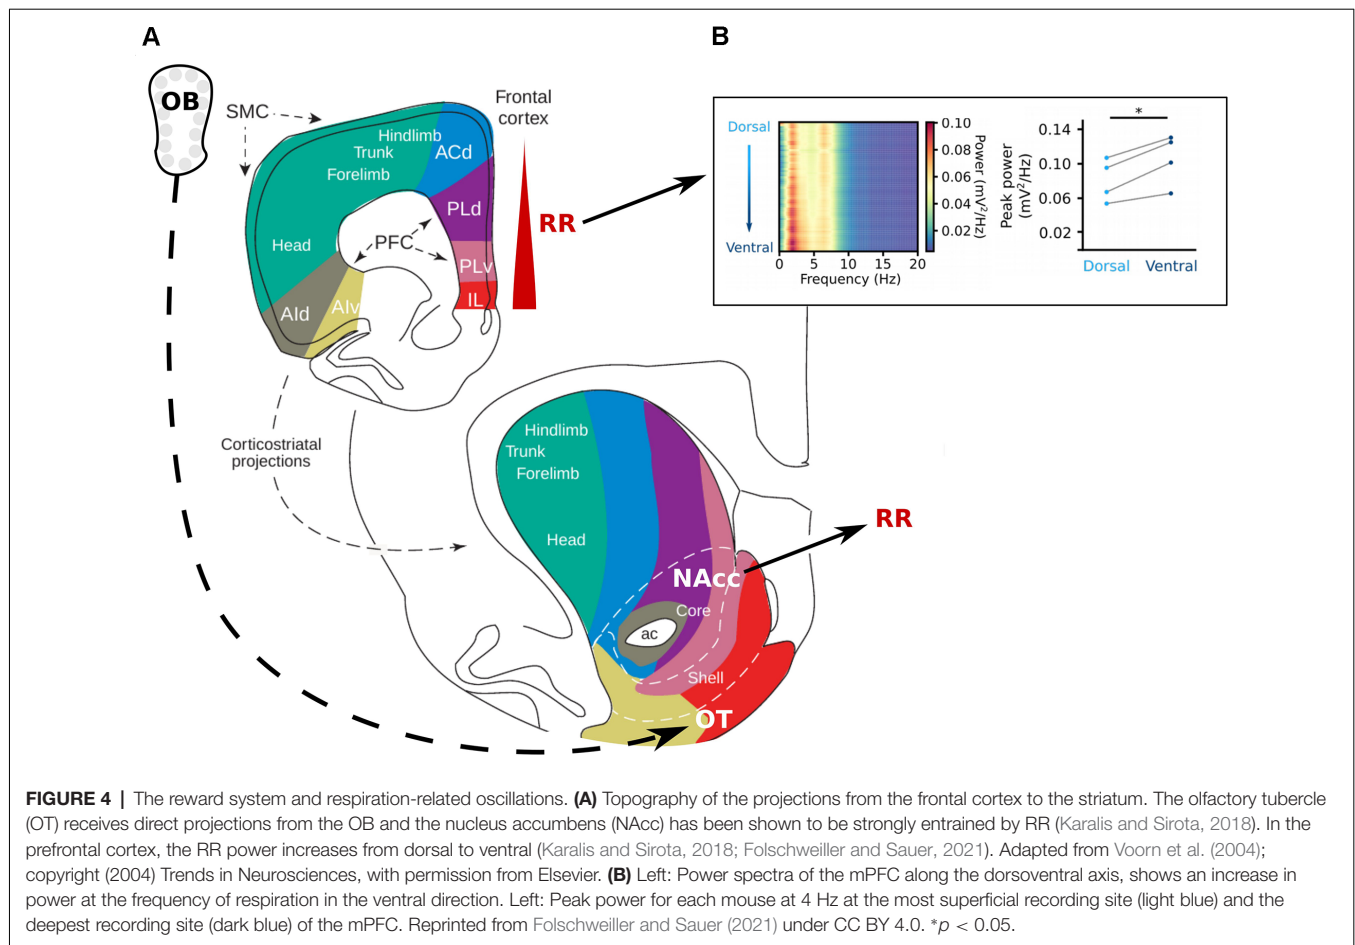 A
B
OB
SMC
Frontal
cortex
Hindlimb
Trunk
Forelimb
ACd
PLd
Head
PFC
PLv
IL
AId
AIv
RR
Dorsal
Ventral
0.10
0.08
0.06
0.04
0.02
Power (mV²/Hz)
0 5 10 15 20
Frequency (Hz)
Peak power
(mV²/Hz)
0.14
0.10
0.06
0.02
*
Dorsal Ventral
Corticostriatal
projections
Hindlimb
Trunk
Forelimb
Head
RR
NAcc
Core
ac
Shell
OT
FIGURE 4 | The reward system and respiration-related oscillations. (A) Topography of the projections from the frontal cortex to the striatum. The olfactory tubercle
(OT) receives direct projections from the OB and the nucleus accumbens (NAcc) has been shown to be strongly entrained by RR (Karalis and Sirota, 2018). In the
prefrontal cortex, the RR power increases from dorsal to ventral (Karalis and Sirota, 2018; Folschweiller and Sauer, 2021). Adapted from Voorn et al. (2004);
copyright (2004) Trends in Neurosciences, with permission from Elsevier. (B) Left: Power spectra of the mPFC along the dorsoventral axis, shows an increase in
power at the frequency of respiration in the ventral direction. Left: Peak power for each mouse at 4 Hz at the most superficial recording site (light blue) and the
deepest recording site (dark blue) of the mPFC. Reprinted from Folschweiller and Sauer (2021) under CC BY 4.0. *p < 0.05.